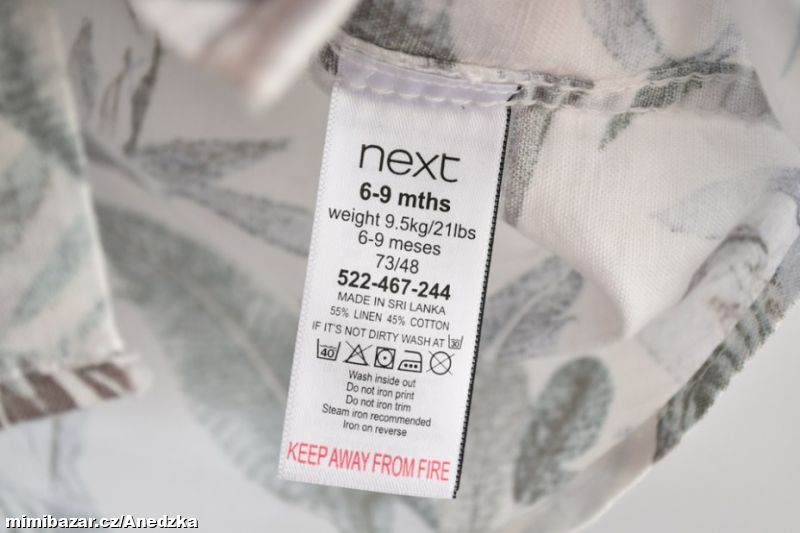 next
6-9 mths
weight 9.5kg/21lbs
6-9 meses
73/48
522-467-244
MADE IN SRI LANKA
55% LINEN 45% COTTON
IF IT'S NOT DIRTY WASH AT 30
40
Wash inside out
Do not iron print
Do not iron trim
Steam iron recommended
Iron on reverse
KEEP AWAY FROM FIRE
mimibazar.cz/Anedzka